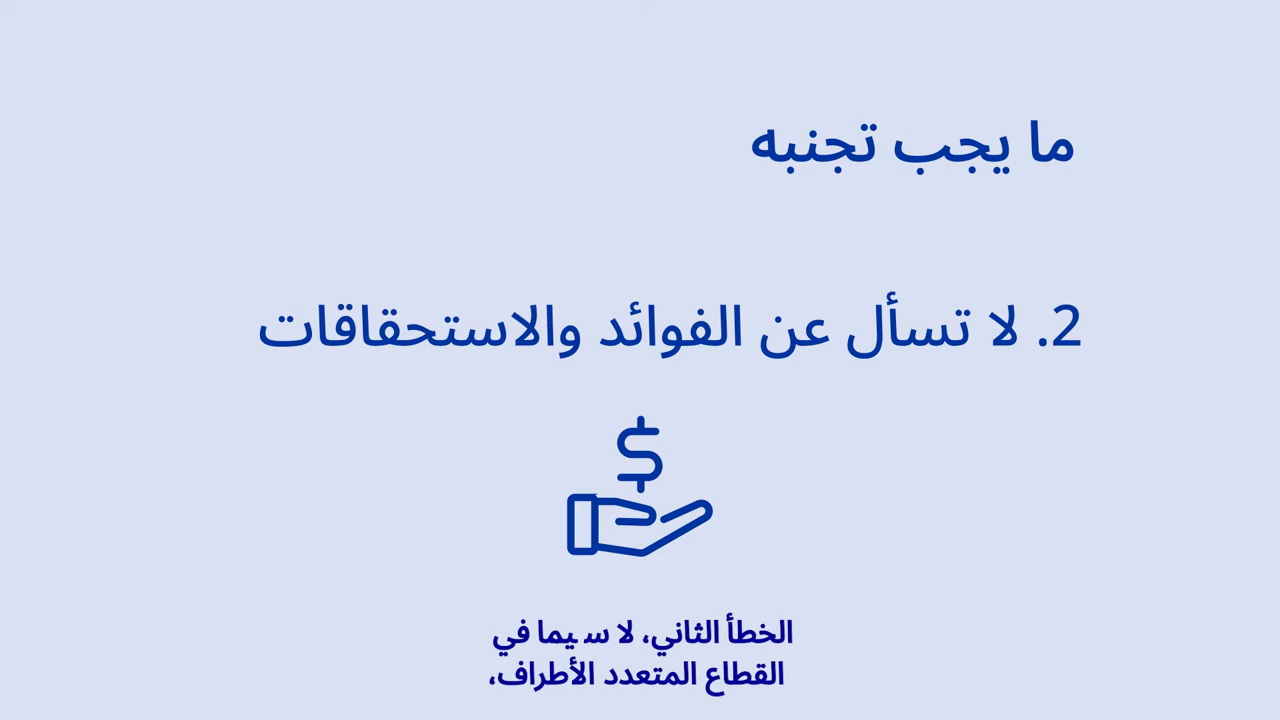 ما يجب تجنبه
2. لا تسأل عن الفوائد والاستحقاقات
الخطأ الثاني، لا سيما في
القطاع المتعدد الأطراف،